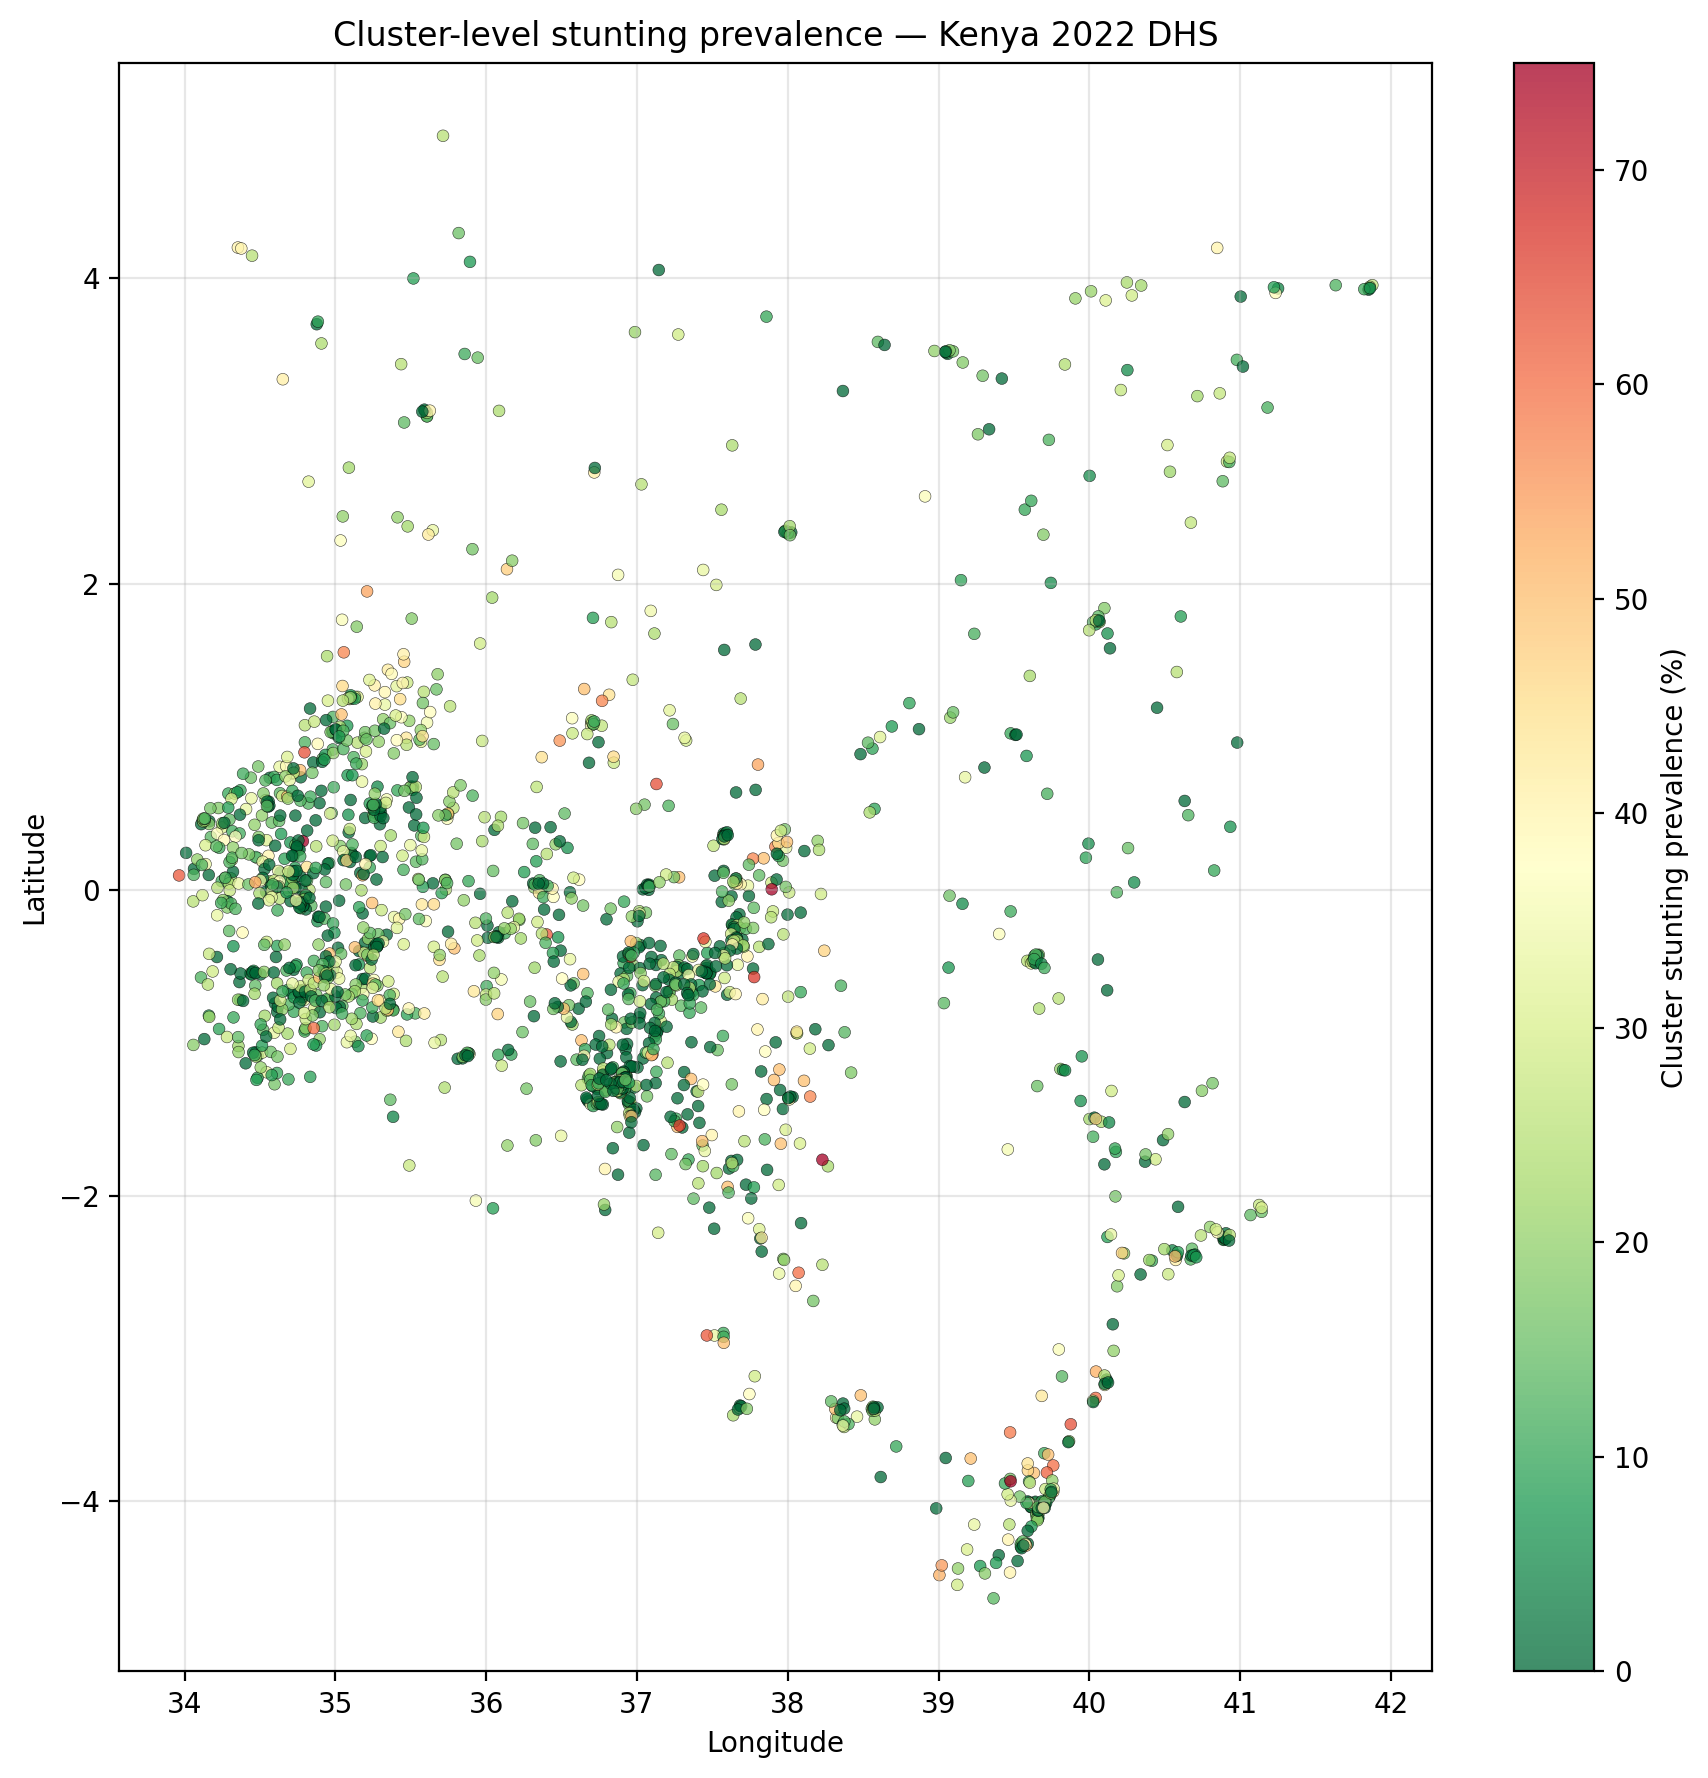 Cluster-level stunting prevalence — Kenya 2022 DHS
4
2
0
−2
−4
Latitude
34 35 36 37 38 39 40 41 42
Longitude
70
60
50
40
30
20
10
0
Cluster stunting prevalence (%)